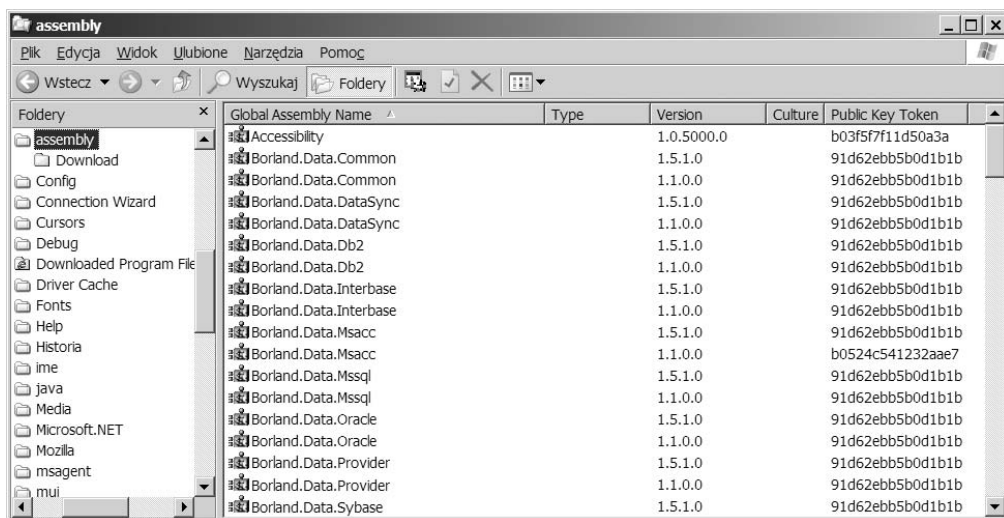 assembly
Plik Edycja Widok Ulubione Narzędzia Pomoc
Wstecz Wyszukaj Foldery
Foldery
assembly
Download
Config
Connection Wizard
Cursors
Debug
Downloaded Program File
Driver Cache
Fonts
Help
Historia
ime
java
Media
Microsoft.NET
Mozilla
msagent
mui
Global Assembly Name Type Version Culture Public Key Token
Accessibility 1.0.5000.0 b03f5f7f11d50a3a
Borland.Data.Common 1.5.1.0 91d62ebb5b0d1b1b
Borland.Data.Common 1.1.0.0 91d62ebb5b0d1b1b
Borland.Data.DataSync 1.5.1.0 91d62ebb5b0d1b1b
Borland.Data.DataSync 1.1.0.0 91d62ebb5b0d1b1b
Borland.Data.Db2 1.5.1.0 91d62ebb5b0d1b1b
Borland.Data.Db2 1.1.0.0 91d62ebb5b0d1b1b
Borland.Data.Interbase 1.5.1.0 91d62ebb5b0d1b1b
Borland.Data.Interbase 1.1.0.0 91d62ebb5b0d1b1b
Borland.Data.Msacc 1.5.1.0 91d62ebb5b0d1b1b
Borland.Data.Msacc 1.1.0.0 b0524c541232aae7
Borland.Data.Mssql 1.5.1.0 91d62ebb5b0d1b1b
Borland.Data.Mssql 1.1.0.0 91d62ebb5b0d1b1b
Borland.Data.Oracle 1.5.1.0 91d62ebb5b0d1b1b
Borland.Data.Oracle 1.1.0.0 91d62ebb5b0d1b1b
Borland.Data.Provider 1.5.1.0 91d62ebb5b0d1b1b
Borland.Data.Provider 1.1.0.0 91d62ebb5b0d1b1b
Borland.Data.Sybase 1.5.1.0 91d62ebb5b0d1b1b